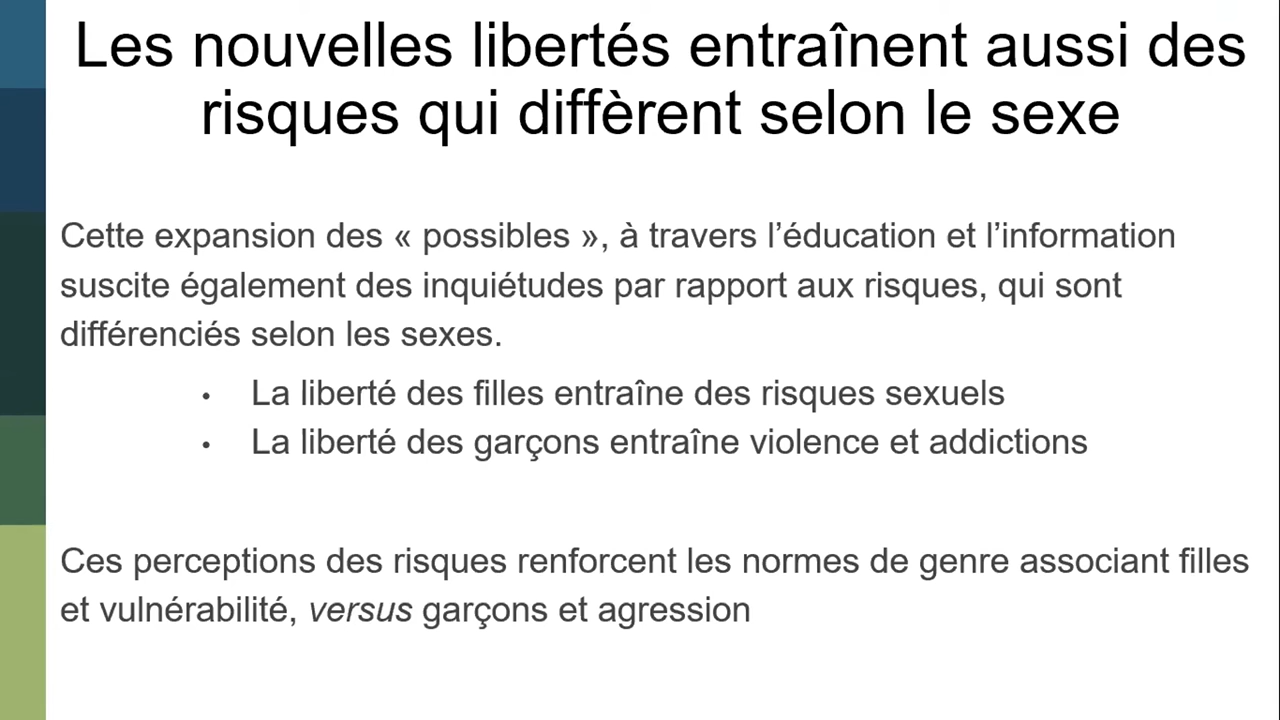 Les nouvelles libertés entraînent aussi des
risques qui diffèrent selon le sexe
Cette expansion des « possibles », à travers l’éducation et l’information
suscite également des inquiétudes par rapport aux risques, qui sont
différenciés selon les sexes.
• La liberté des filles entraîne des risques sexuels
• La liberté des garçons entraîne violence et addictions
Ces perceptions des risques renforcent les normes de genre associant filles
et vulnérabilité, versus garçons et agression